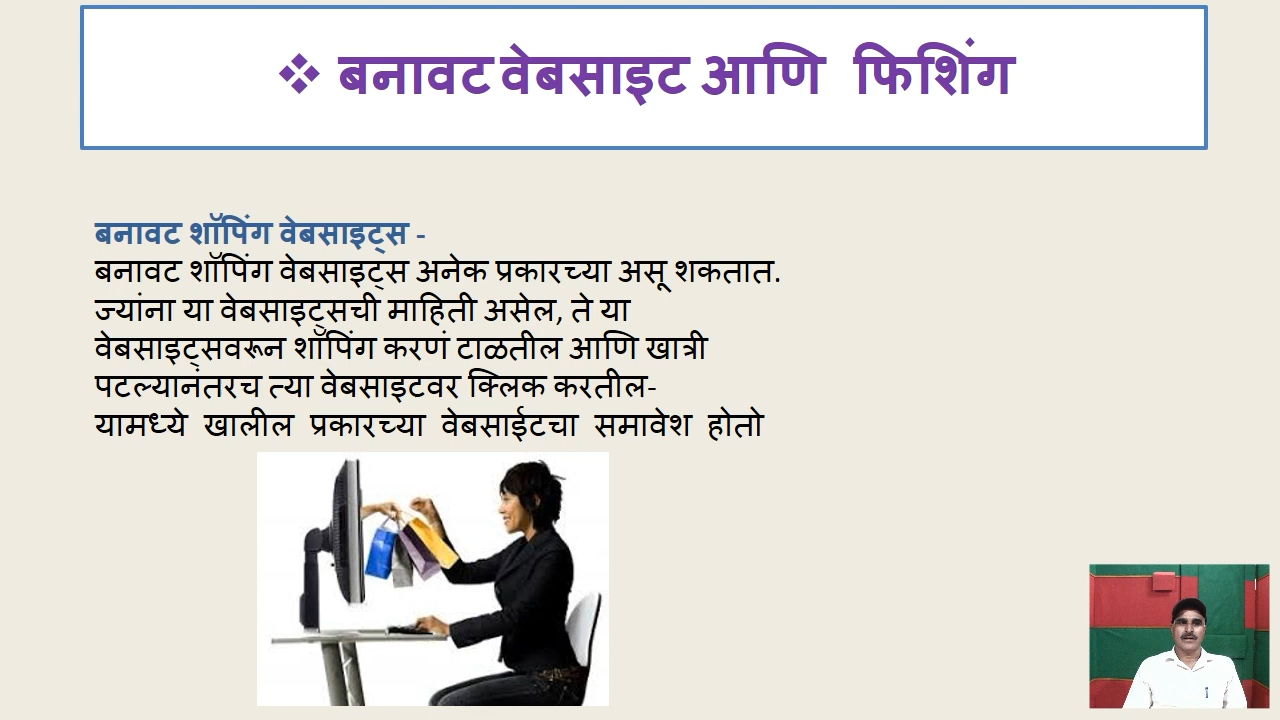 ❖ बनावट वेबसाइट आणि फिशिंग
बनावट शॉपिंग वेबसाइट्स -
बनावट शॉपिंग वेबसाइट्स अनेक प्रकारच्या असू शकतात.
ज्यांना या वेबसाइट्सची माहिती असेल, ते या
वेबसाइट्सवरून शॉपिंग करणं टाळतील आणि खात्री
पटल्यानंतरच त्या वेबसाइटवर क्लिक करतील-
यामध्ये खालील प्रकारच्या वेबसाईटचा समावेश होतो